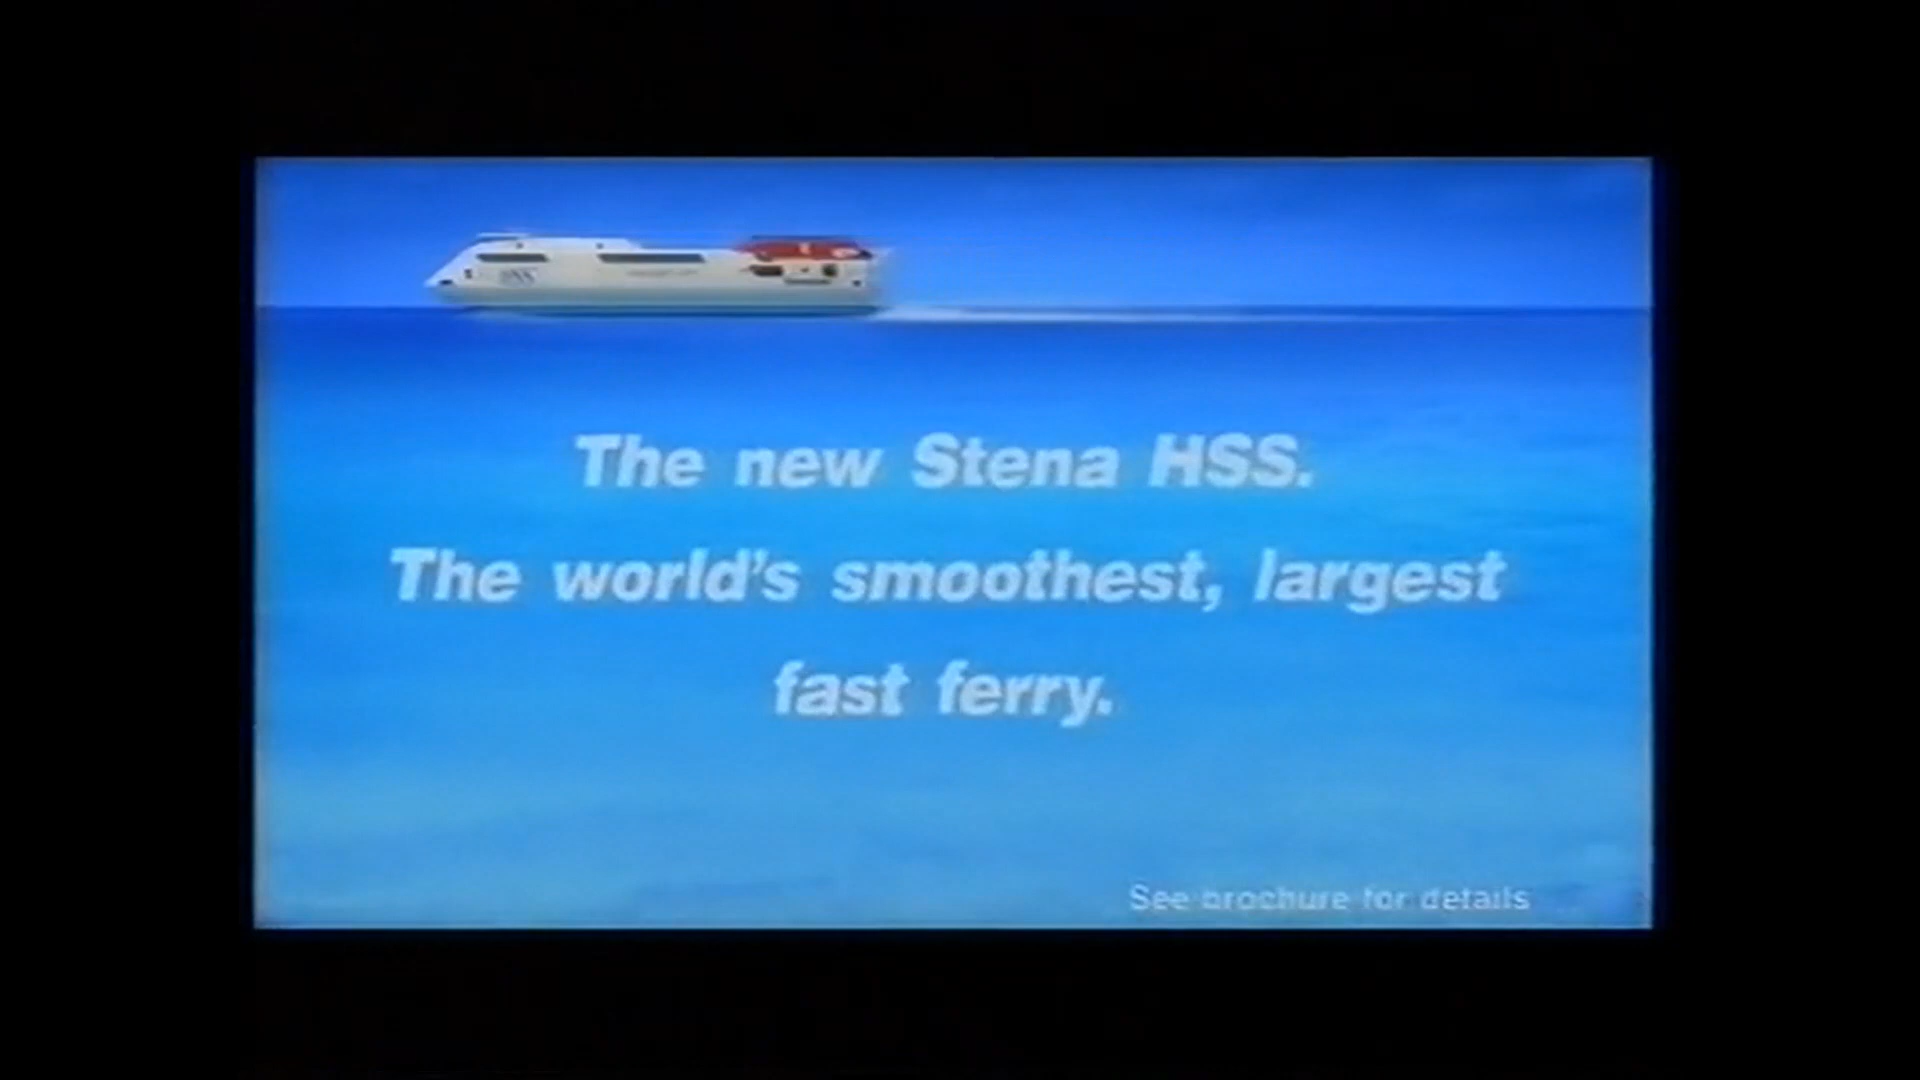 The new Stena HSS.
The world's smoothest, largest
fast ferry.
See brochure for details